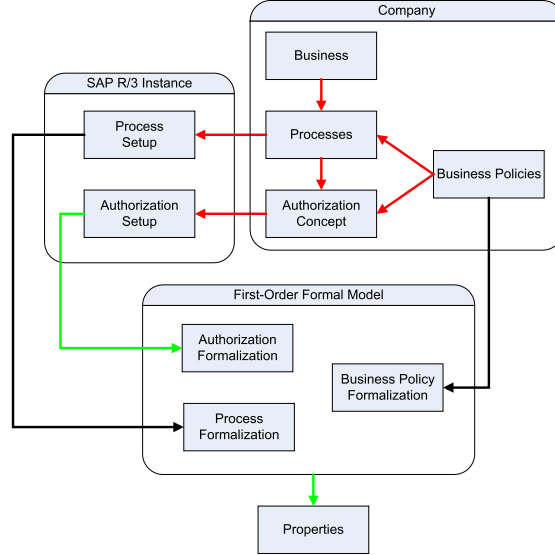 Company
Business
SAP R/3 Instance
Process
Setup
Processes
Business Policies
Authorization
Setup
Authorization
Concept
First-Order Formal Model
Authorization
Formalization
Business Policy
Formalization
Process
Formalization
Properties